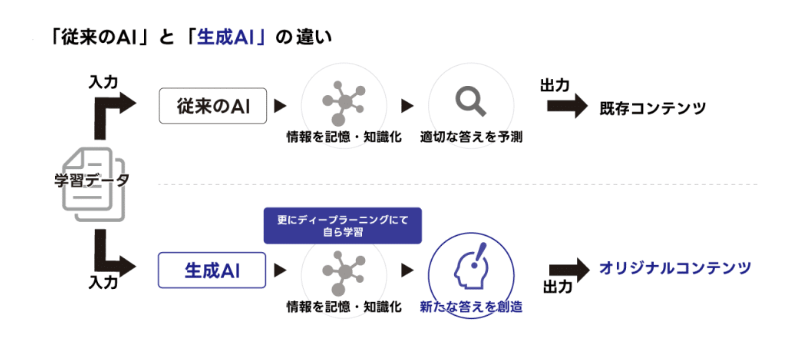 「従来のAI」と「生成AI」の違い
入力
従来のAI
情報を記憶・知識化
適切な答えを予測
出力
既存コンテンツ
学習データ
更にディープラーニングにて
自ら学習
入力
生成AI
情報を記憶・知識化
新たな答えを創造
出力
オリジナルコンテンツ